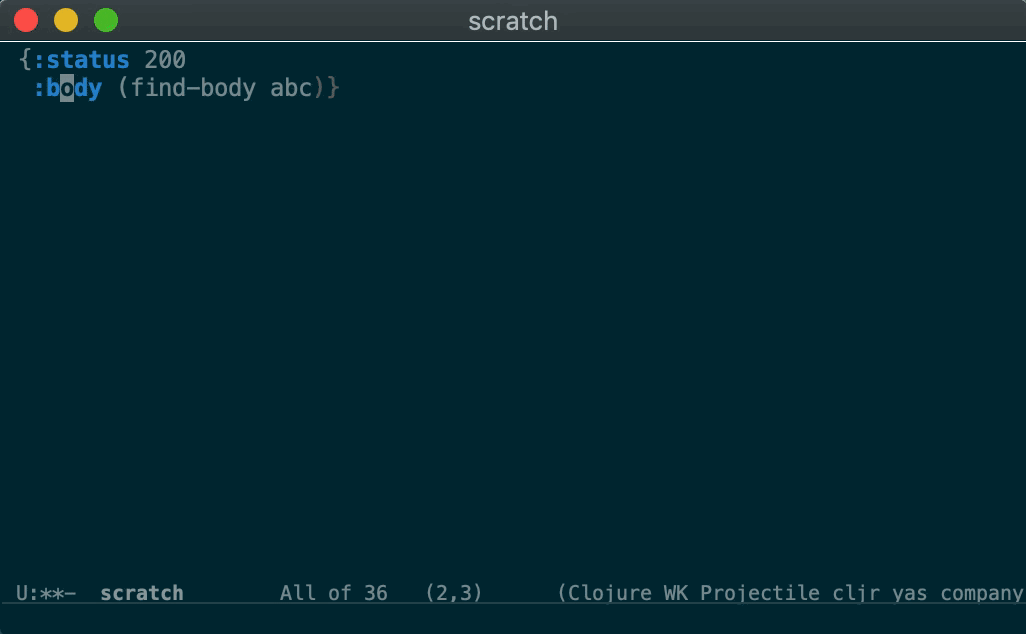 scratch
{:status 200
 :body (find-body abc)}
U:**-  scratch        All of 36   (2,3)      (Clojure WK Projectile cljr yas company